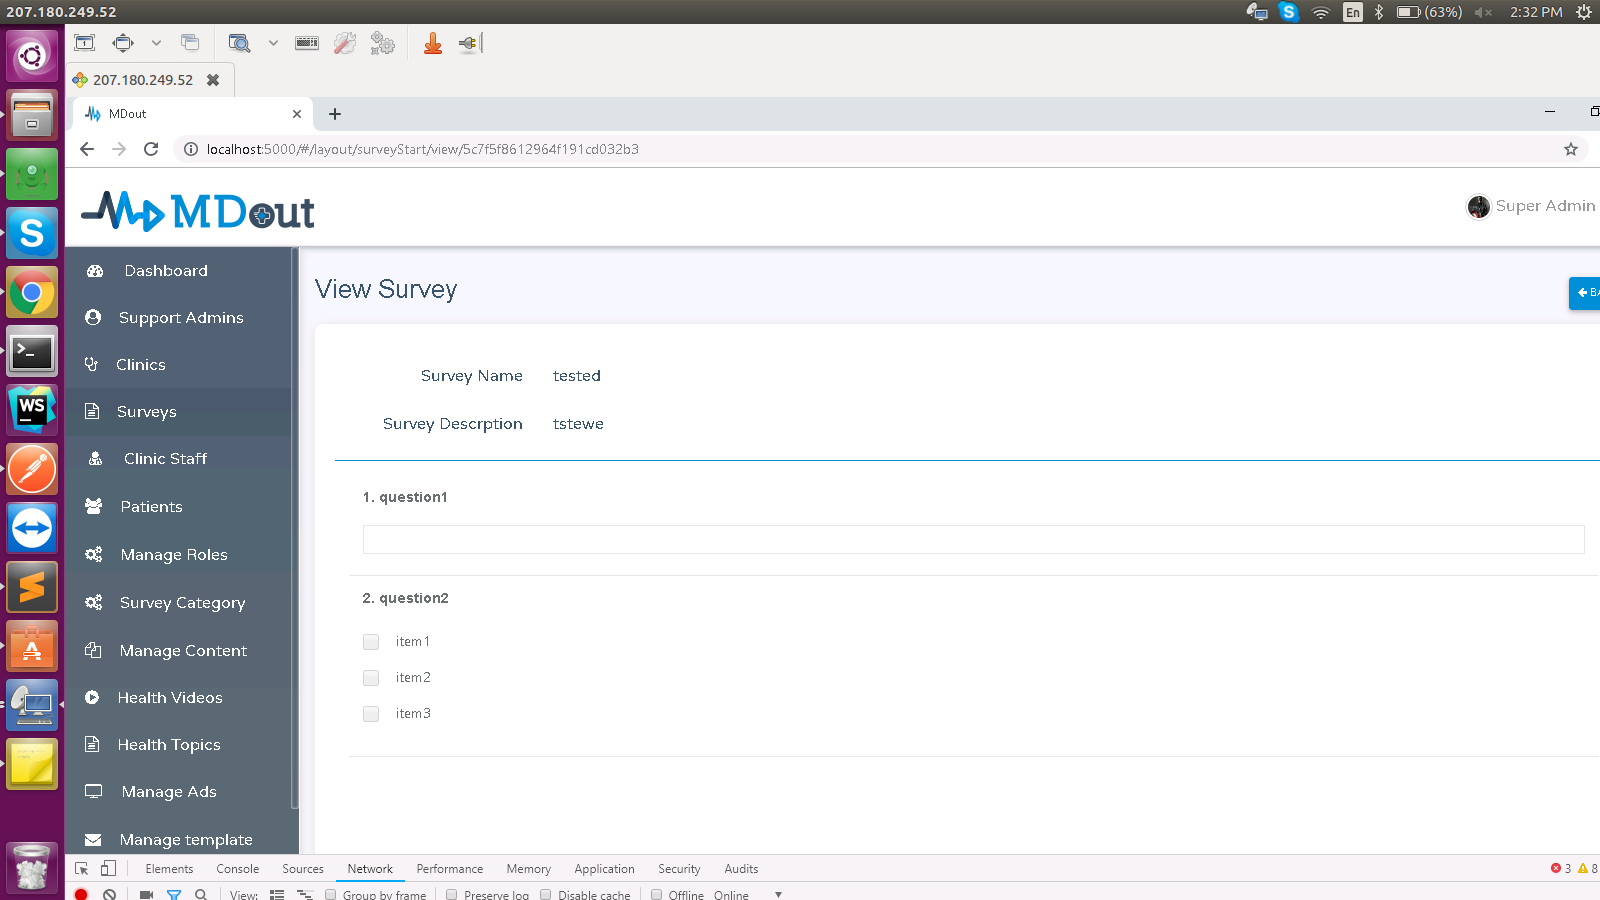 207.180.249.52
En
(63%)
2:32 PM
207.180.249.52
MDout
localhost:5000/#/layout/surveyStart/view/5c7f5f8612964f191cd032b3
MDout
Super Admin
Dashboard
Support Admins
Clinics
Surveys
Clinic Staff
Patients
Manage Roles
Survey Category
Manage Content
Health Videos
Health Topics
Manage Ads
Manage template
View Survey
BA
Survey Name tested
Survey Descrption tstewe
1. question1
2. question2
item1
item2
item3
Elements Console Sources Network Performance Memory Application Security Audits 3 8
View: Group by frame Preserve log Disable cache Offline Online